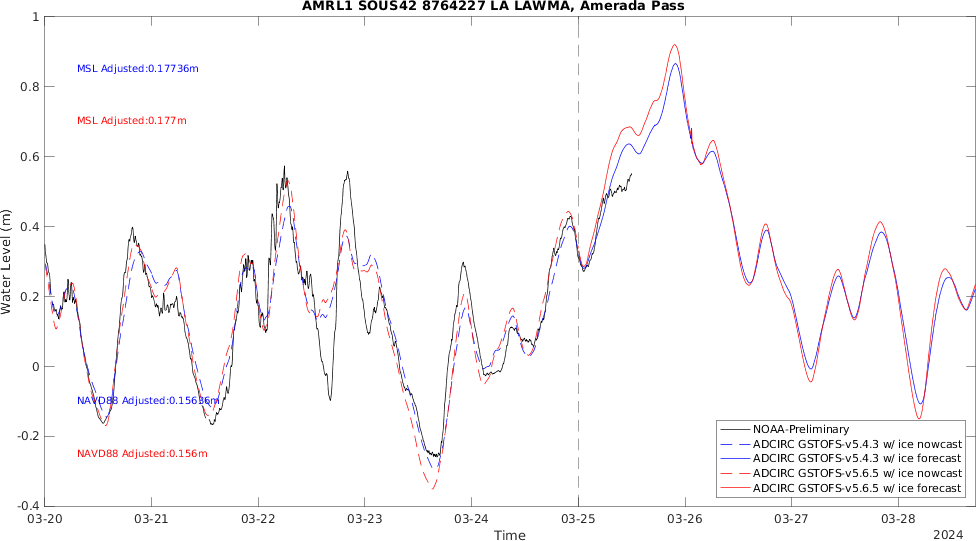 AMRL1 SOUS42 8764227 LA LAWMA, Amerada Pass
1
0.8
0.6
0.4
0.2
0
-0.2
-0.4
Water Level (m)
MSL Adjusted:0.17736m
MSL Adjusted:0.177m
NAVD88 Adjusted:0.15636m
NAVD88 Adjusted:0.156m
NOAA-Preliminary
ADCIRC GSTOFS-v5.4.3 w/ ice nowcast
ADCIRC GSTOFS-v5.4.3 w/ ice forecast
ADCIRC GSTOFS-v5.6.5 w/ ice nowcast
ADCIRC GSTOFS-v5.6.5 w/ ice forecast
03-20 03-21 03-22 03-23 03-24 03-25 03-26 03-27 03-28
Time
2024